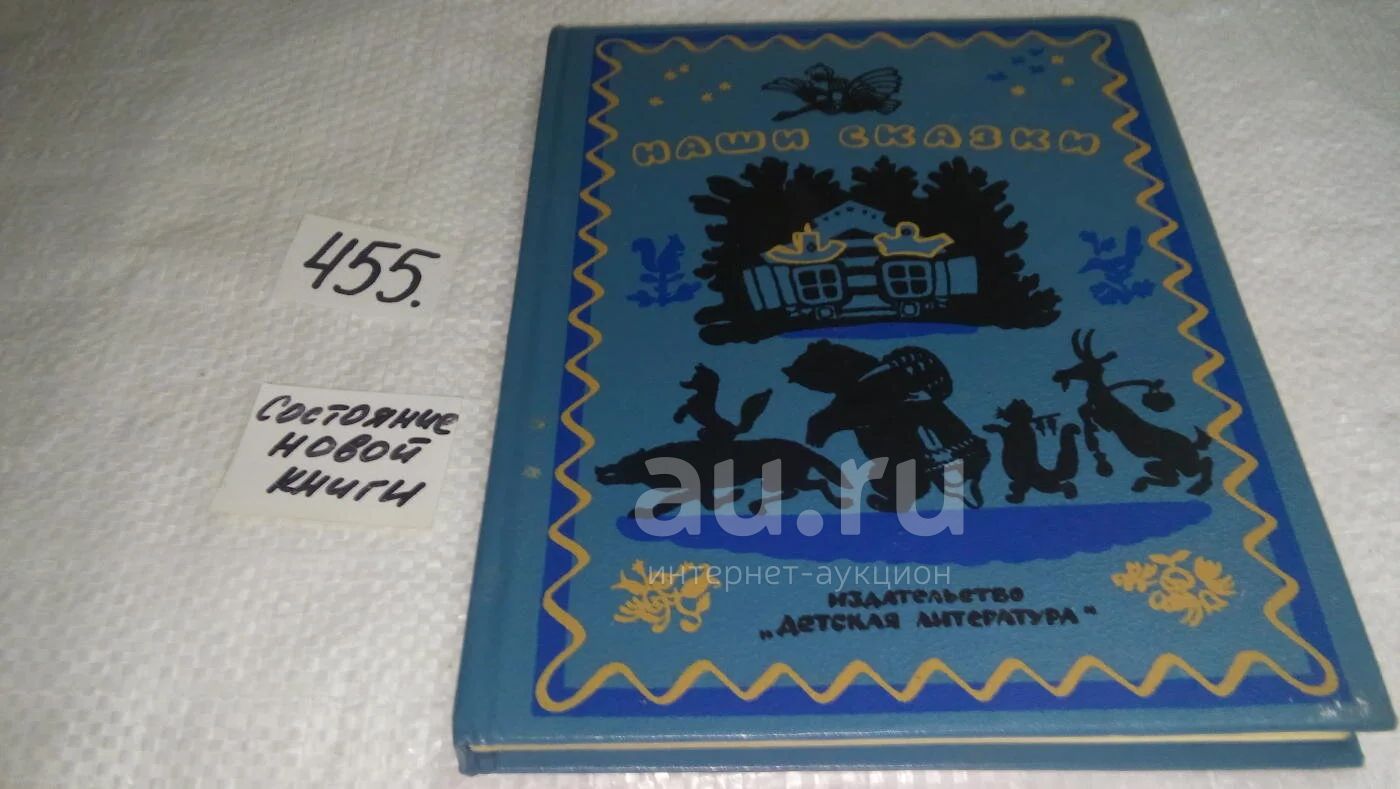 НАШИ СКАЗКИ
455.
Состояние
новой
книги
au.ru
интернет-аукцион
ИЗДАТЕЛЬСТВО
„ДЕТСКАЯ ЛИТЕРАТУРА“